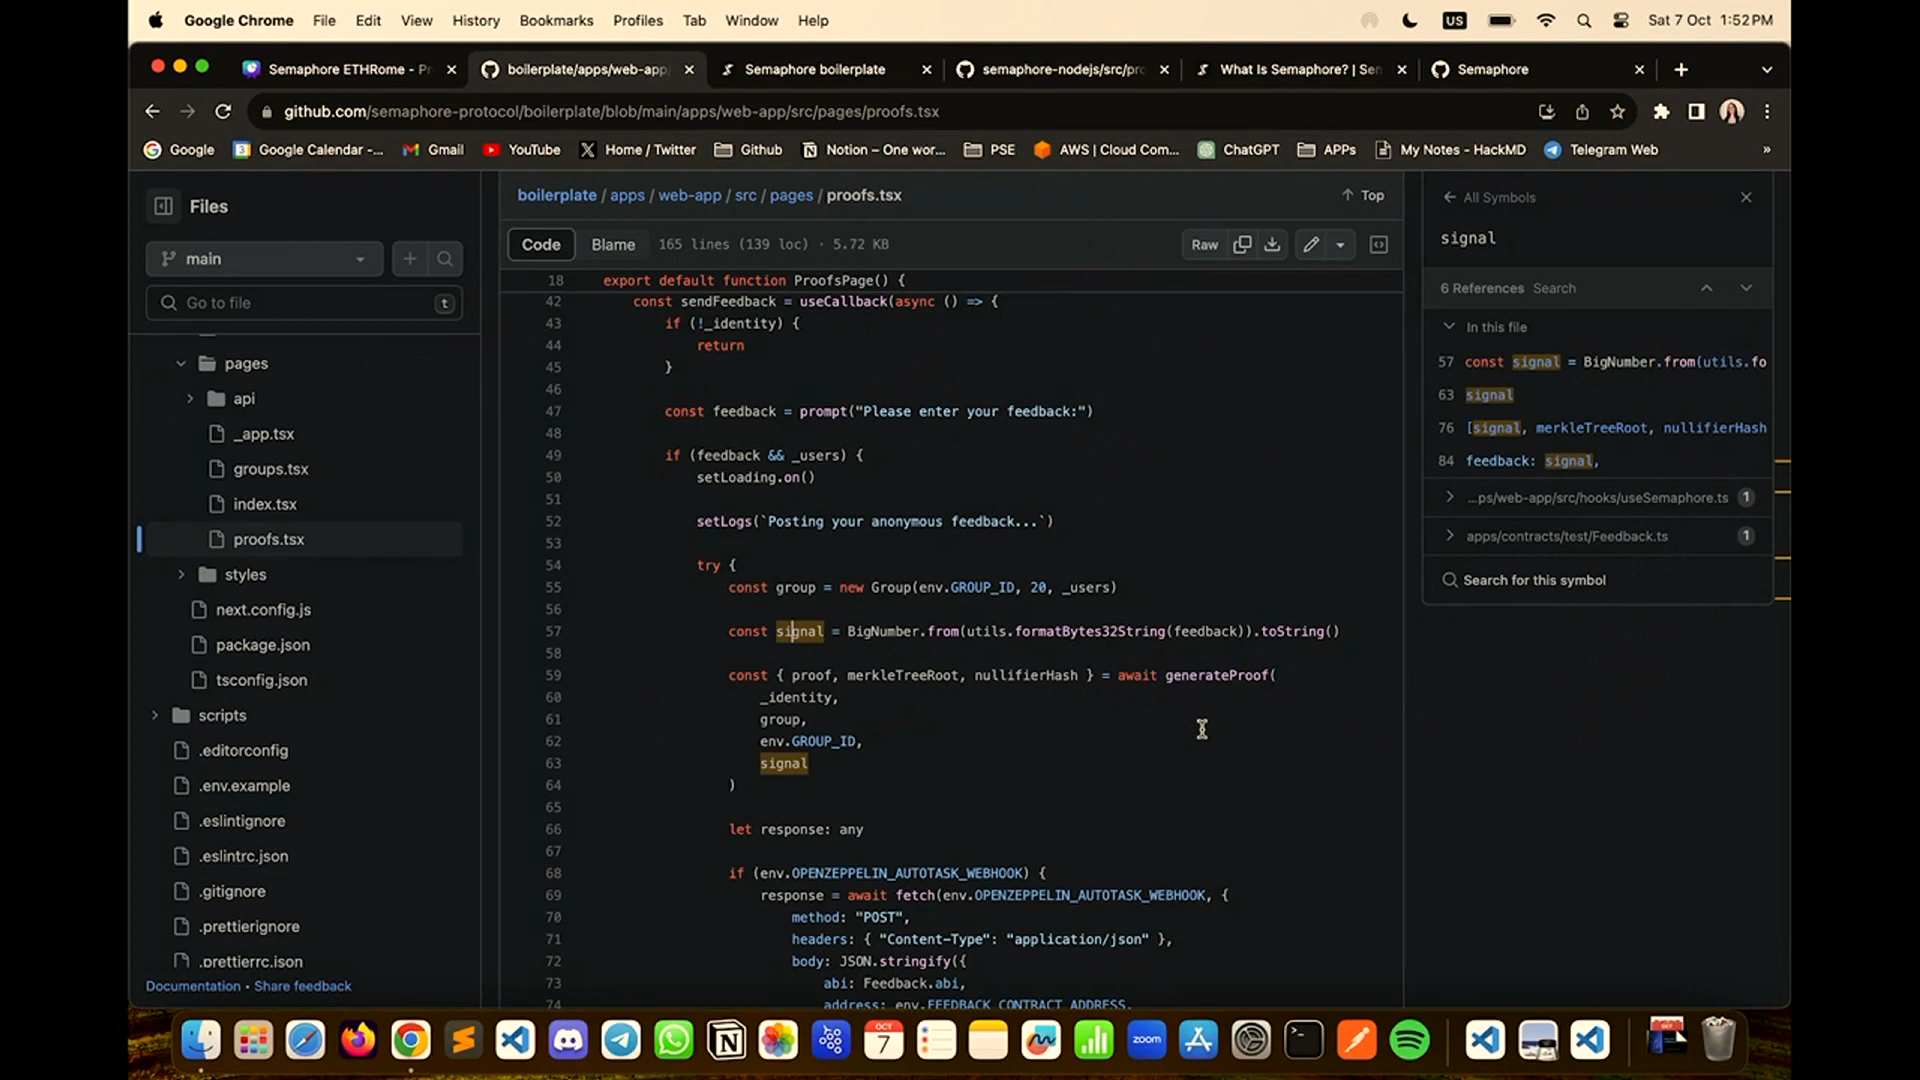 Google Chrome File Edit View History Bookmarks Profiles Tab Window Help US Sat 7 Oct 1:52 PM
Semaphore ETHRome - Pr boilerplate/apps/web-app, Semaphore boilerplate semaphore-nodejs/src/pro What Is Semaphore? | Sem Semaphore
github.com/semaphore-protocol/boilerplate/blob/main/apps/web-app/src/pages/proofs.tsx
Google Google Calendar -... Gmail YouTube Home / Twitter Github Notion – One wor... PSE AWS | Cloud Com... ChatGPT APPs My Notes - HackMD Telegram Web »
Files
main
Go to file t
pages
api
_app.tsx
groups.tsx
index.tsx
proofs.tsx
styles
next.config.js
package.json
tsconfig.json
scripts
.editorconfig
.env.example
.eslintignore
.eslintrc.json
.gitignore
.prettierignore
.prettierrc.json
Documentation • Share feedback
boilerplate / apps / web-app / src / pages / proofs.tsx Top
Code Blame 165 lines (139 loc) · 5.72 KB Raw
18 export default function ProofsPage() {
42 const sendFeedback = useCallback(async () => {
43 if (!_identity) {
44 return
45 }
46
47 const feedback = prompt("Please enter your feedback:")
48
49 if (feedback && _users) {
50 setLoading.on()
51
52 setLogs(`Posting your anonymous feedback...`)
53
54 try {
55 const group = new Group(env.GROUP_ID, 20, _users)
56
57 const signal = BigNumber.from(utils.formatBytes32String(feedback)).toString()
58
59 const { proof, merkleTreeRoot, nullifierHash } = await generateProof(
60 _identity,
61 group,
62 env.GROUP_ID,
63 signal
64 )
65
66 let response: any
67
68 if (env.OPENZEPPELIN_AUTOTASK_WEBHOOK) {
69 response = await fetch(env.OPENZEPPELIN_AUTOTASK_WEBHOOK, {
70 method: "POST",
71 headers: { "Content-Type": "application/json" },
72 body: JSON.stringify({
73 abi: Feedback.abi,
74 address: env.FEEDBACK_CONTRACT_ADDRESS,
All Symbols
signal
6 References Search
In this file
57 const signal = BigNumber.from(utils.fo
63 signal
76 [signal, merkleTreeRoot, nullifierHash
84 feedback: signal,
...ps/web-app/src/hooks/useSemaphore.ts 1
apps/contracts/test/Feedback.ts 1
Search for this symbol
OCT
7
zoom